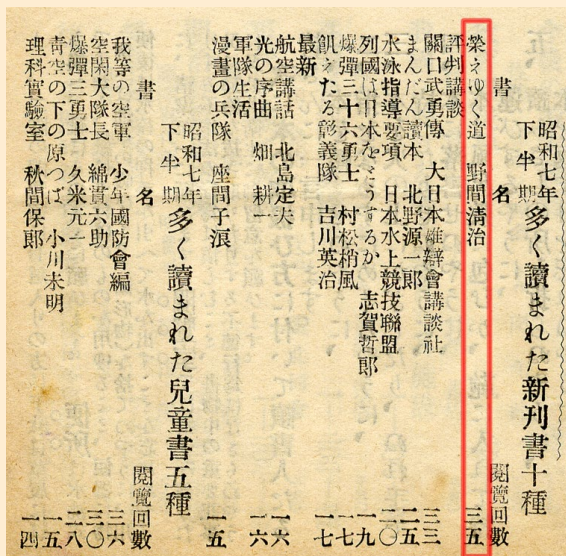 昭和七年
下半期 多く讀まれた新刊書十種
書名 閲覽回數
榮えゆく道 野間清治 三五
評判講談
關口武勇傳 大日本雄辯會講談社 三三
まんだん讀本 北野源一郎 二五
水泳指導要項 日本水上競技聯盟 二〇
列國は日本をどうするか 志賀哲郎 一九
爆彈三十六勇士 村松梢風 一七
飢えたる彰義隊 吉川英治 一七
最新
航空講話 北島定夫 一六
光の序曲 畑耕一 一六
軍隊生活
漫畫の兵隊 座間子浪 一五
昭和七年
下半期 多く讀まれた兒童書五種
書名 閲覽回數
我等の空軍 少年國防會編 三六
空閑大隊長 綿貫六助 三〇
爆彈三勇士 久米元一 二八
靑空の下の原つぱ 小川未明 一五
理科實驗室 秋間保郎 一四